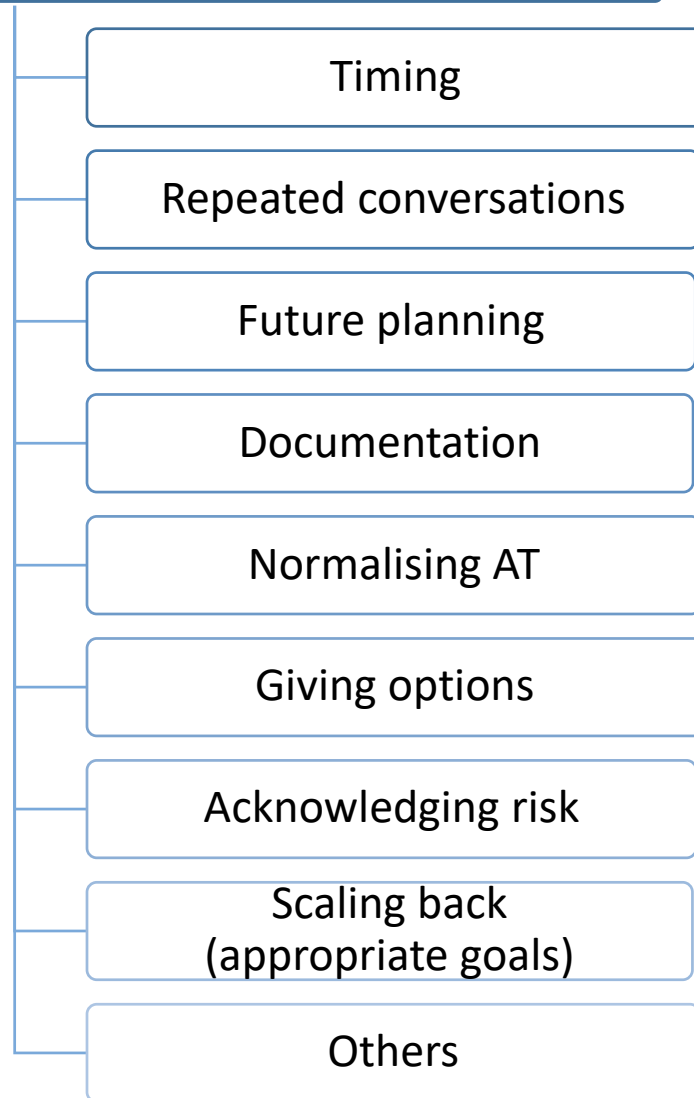 Timing
Repeated conversations
Future planning
Documentation
Normalising AT
Giving options
Acknowledging risk
Scaling back
(appropriate goals)
Others